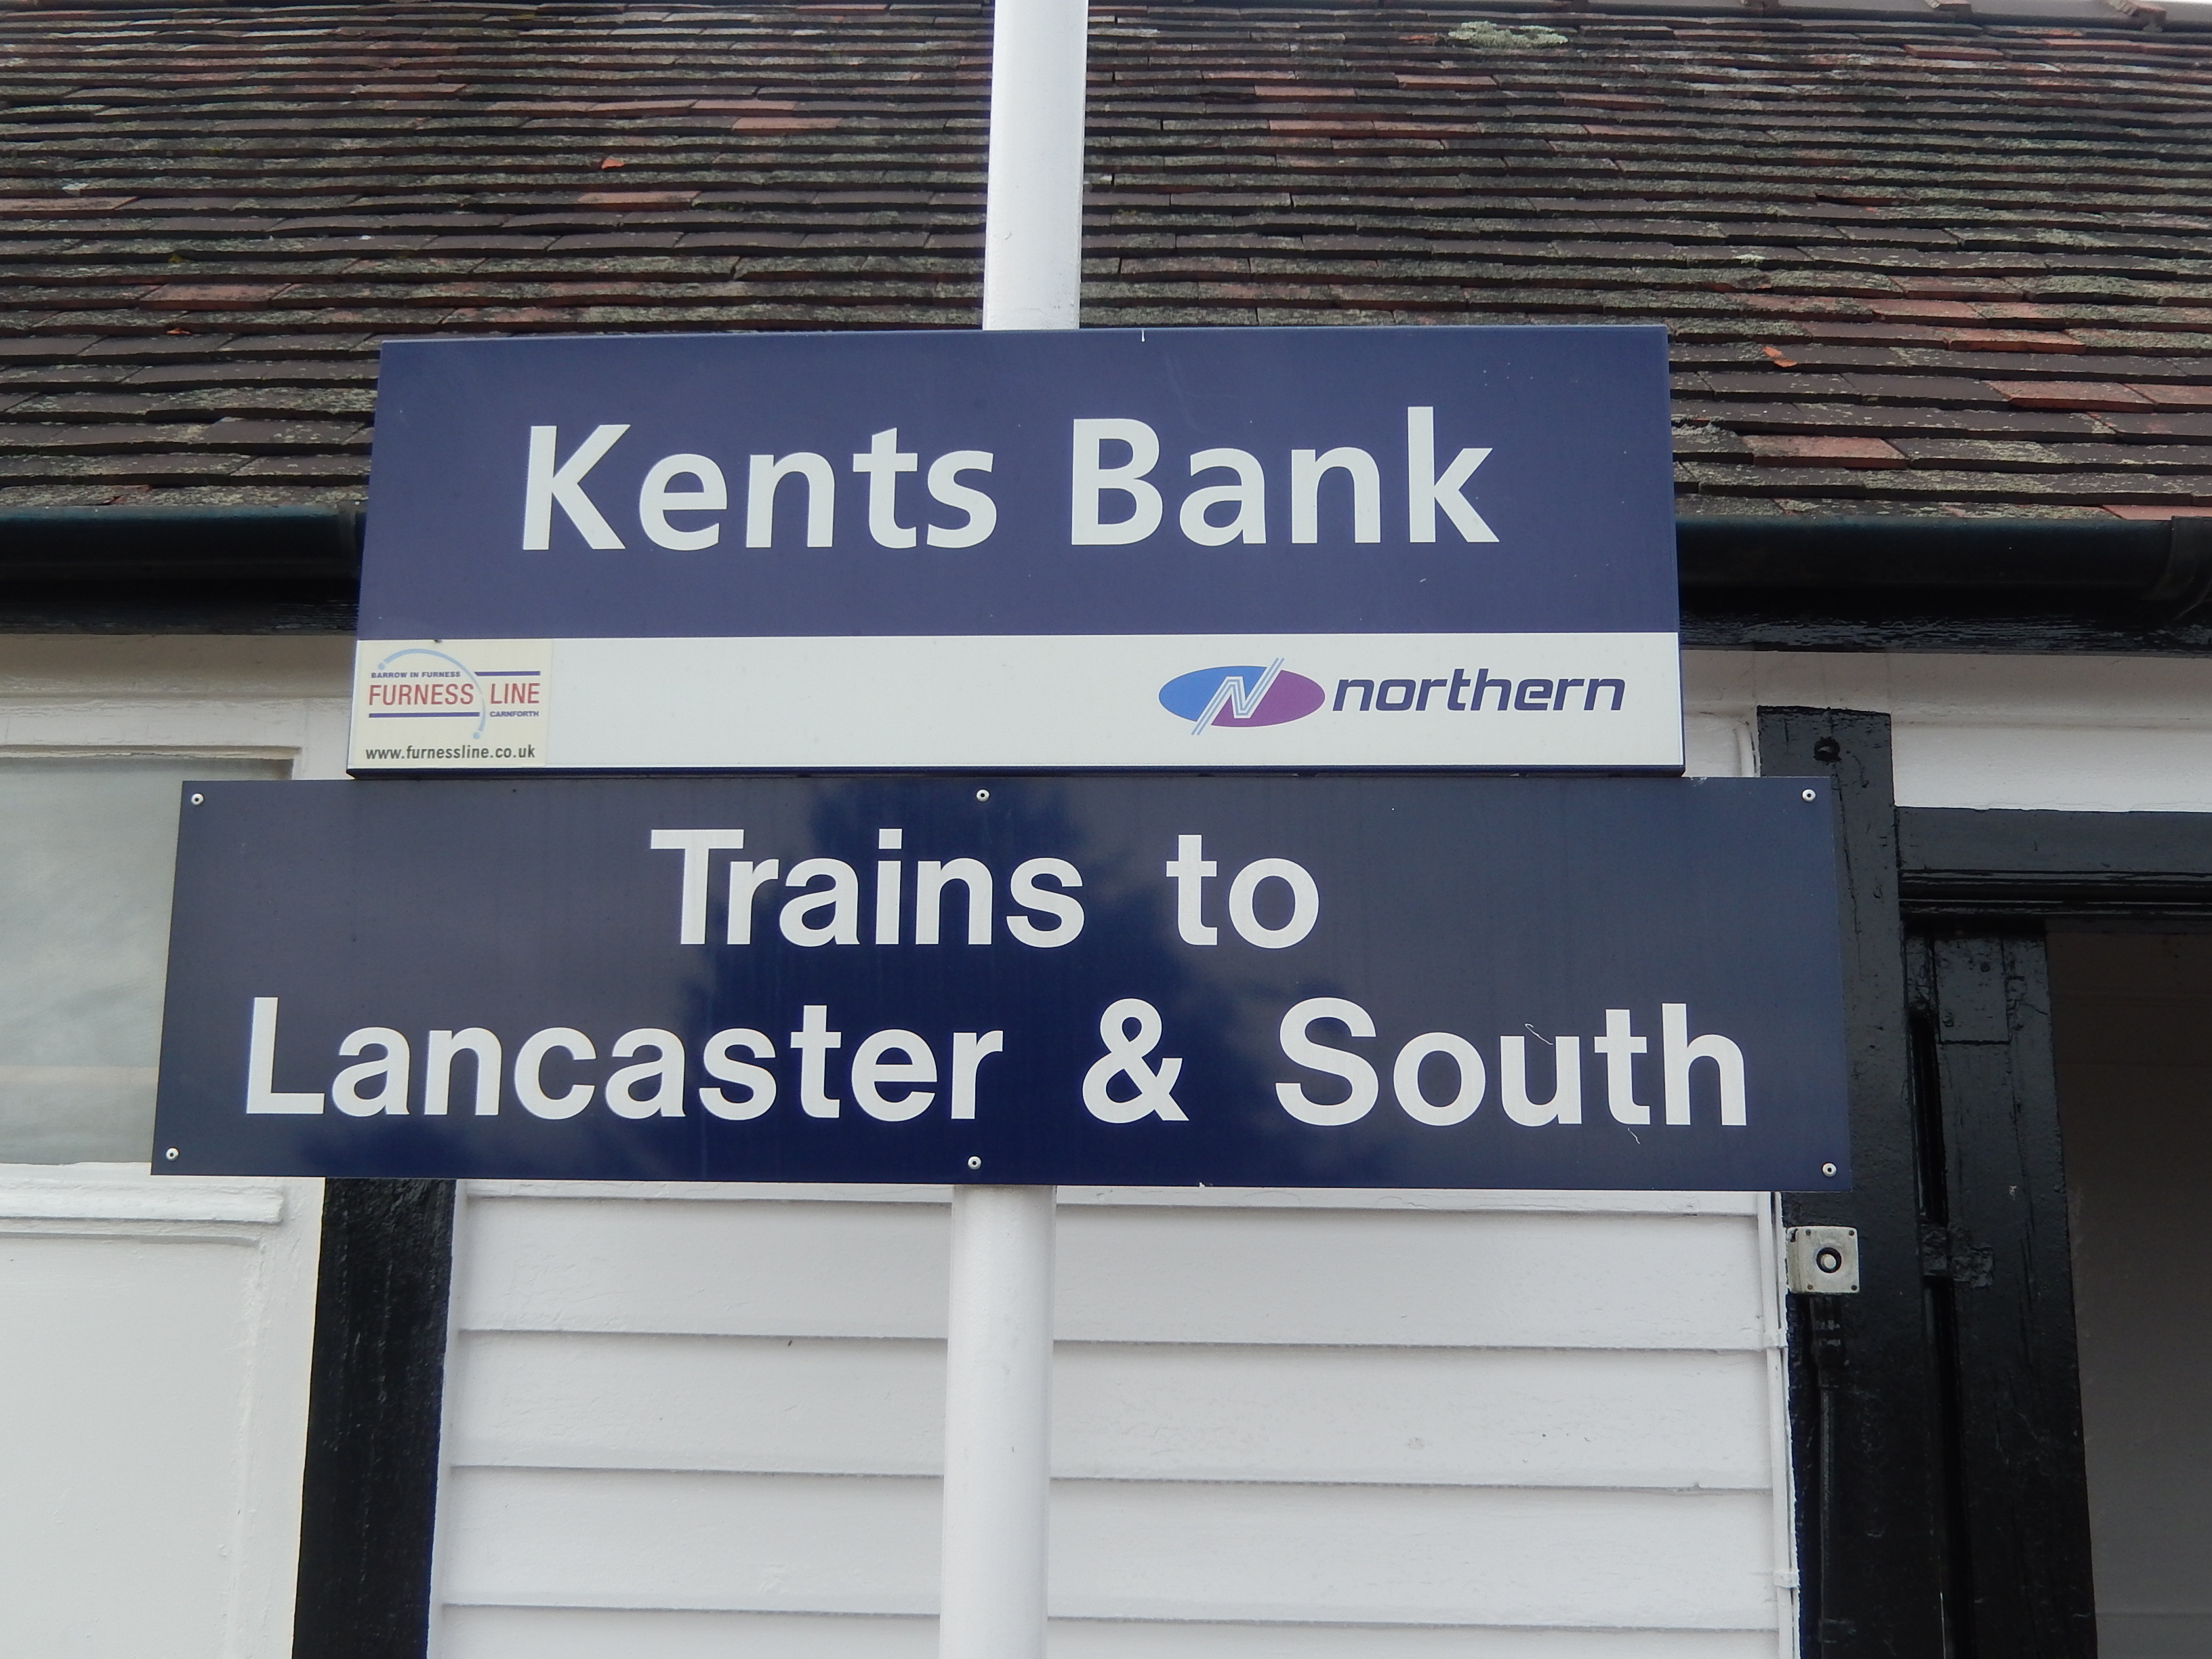 Kents Bank
BARROW IN FURNESS
FURNESS LINE
CARNFORTH
www.furnessline.co.uk
N northern
Trains to
Lancaster & South